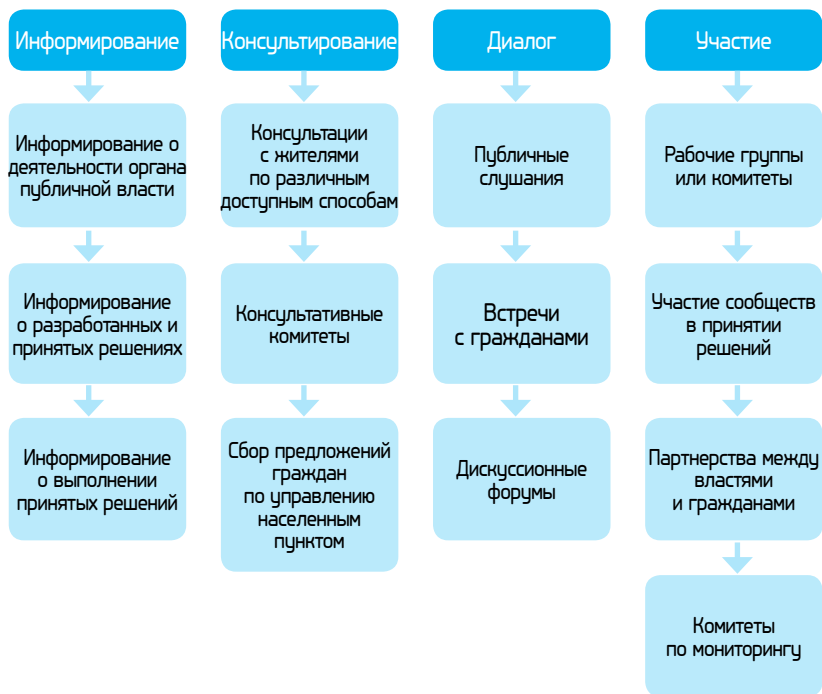 Информирование
Консультирование
Диалог
Участие
Информирование о
деятельности органа
публичной власти
Консультации
с жителями
по различным
доступным способам
Публичные
слушания
Рабочие группы
или комитеты
Информирование
о разработанных и
принятых решениях
Консультативные
комитеты
Встречи
с гражданами
Участие сообществ
в принятии
решений
Информирование
о выполнении
принятых решений
Сбор предложений
граждан
по управлению
населенным
пунктом
Дискуссионные
форумы
Партнерства между
властями
и гражданами
Комитеты
по мониторингу